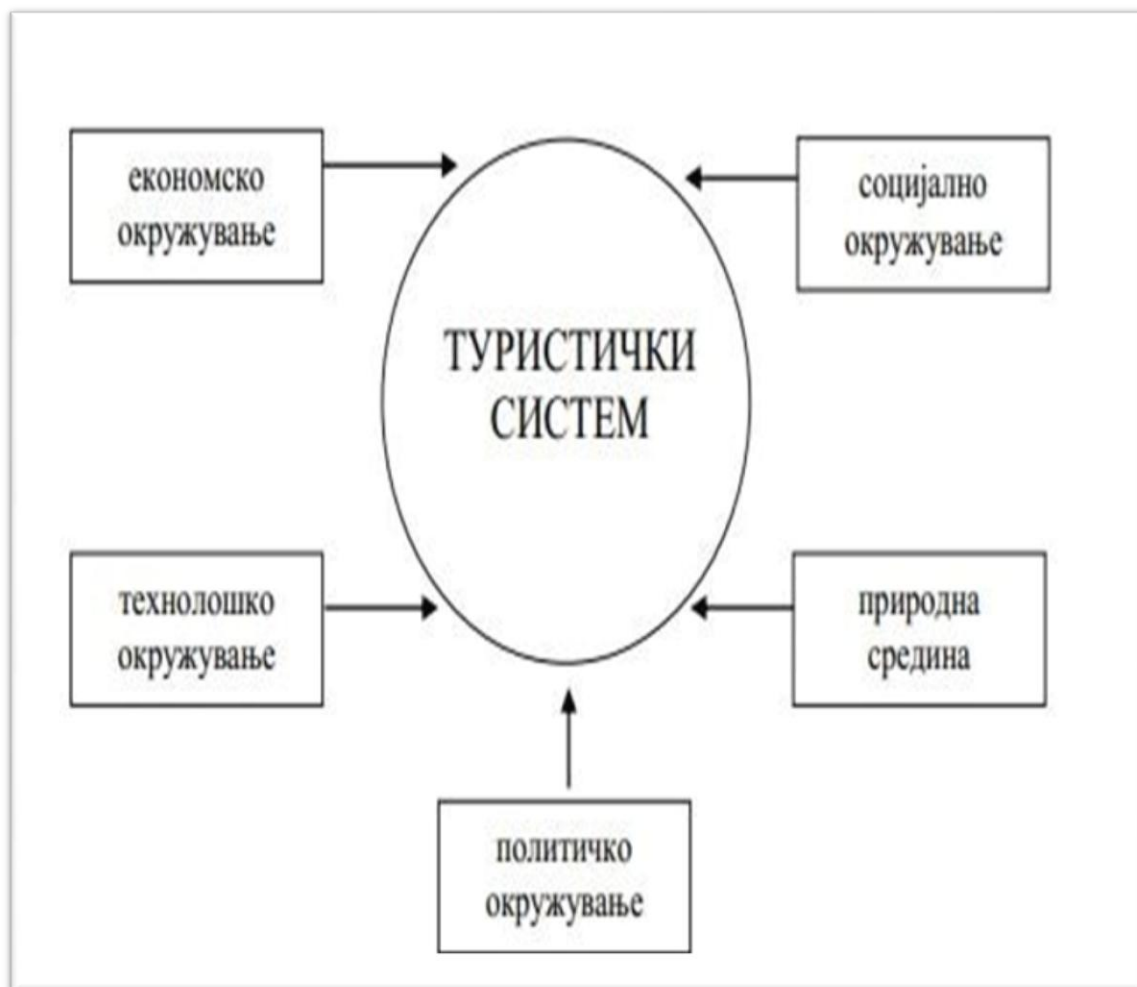 економско
окружување
социјално
окружување
ТУРИСТИЧКИ
СИСТЕМ
технолошко
окружување
природна
средина
политичко
окружување